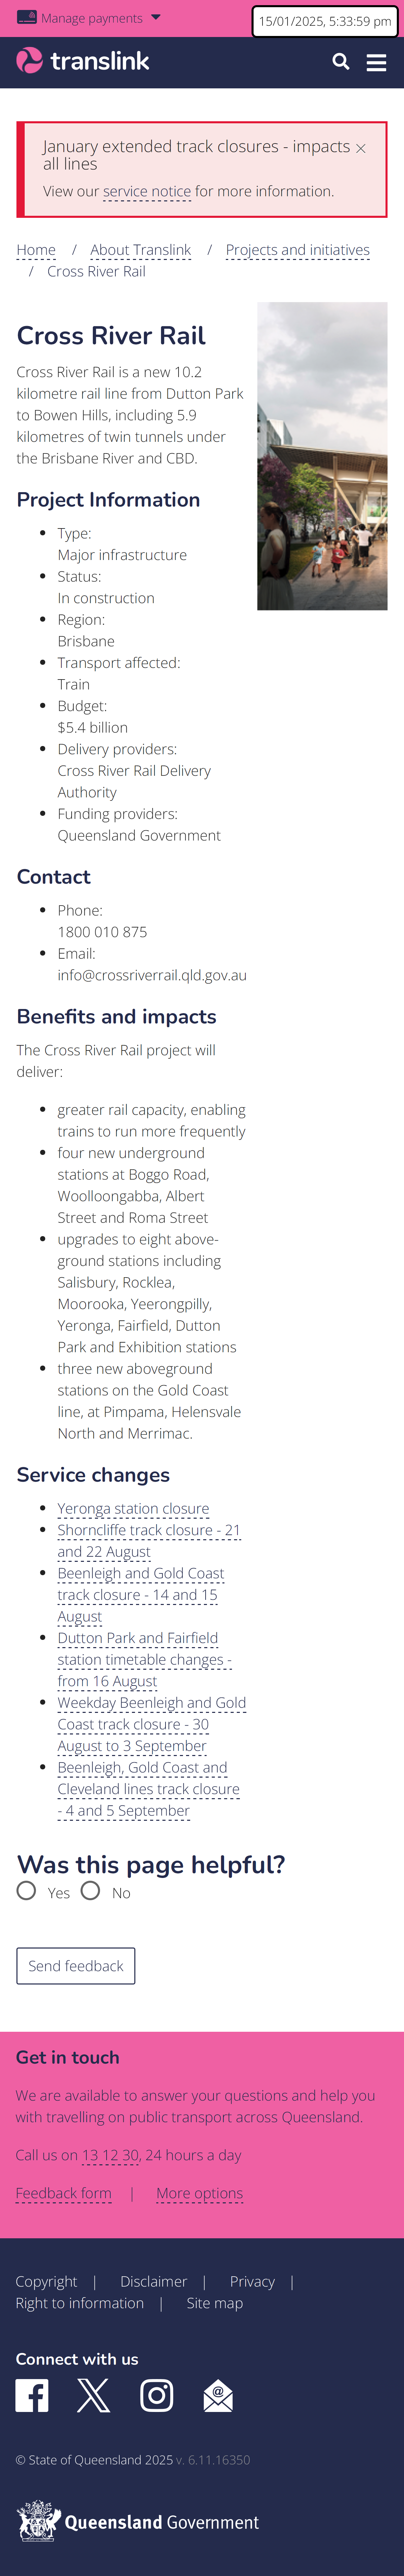 Manage payments
15/01/2025, 5:33:59 pm
translink
January extended track closures - impacts
all lines
View our service notice for more information.
Home / About Translink / Projects and initiatives
/ Cross River Rail
Cross River Rail
Cross River Rail is a new 10.2
kilometre rail line from Dutton Park
to Bowen Hills, including 5.9
kilometres of twin tunnels under
the Brisbane River and CBD.
Project Information
Type:
Major infrastructure
Status:
In construction
Region:
Brisbane
Transport affected:
Train
Budget:
$5.4 billion
Delivery providers:
Cross River Rail Delivery
Authority
Funding providers:
Queensland Government
Contact
Phone:
1800 010 875
Email:
info@crossriverrail.qld.gov.au
Benefits and impacts
The Cross River Rail project will
deliver:
greater rail capacity, enabling
trains to run more frequently
four new underground
stations at Boggo Road,
Woolloongabba, Albert
Street and Roma Street
upgrades to eight above-
ground stations including
Salisbury, Rocklea,
Moorooka, Yeerongpilly,
Yeronga, Fairfield, Dutton
Park and Exhibition stations
three new aboveground
stations on the Gold Coast
line, at Pimpama, Helensvale
North and Merrimac.
Service changes
Yeronga station closure
Shorncliffe track closure - 21
and 22 August
Beenleigh and Gold Coast
track closure - 14 and 15
August
Dutton Park and Fairfield
station timetable changes -
from 16 August
Weekday Beenleigh and Gold
Coast track closure - 30
August to 3 September
Beenleigh, Gold Coast and
Cleveland lines track closure
- 4 and 5 September
Was this page helpful?
Yes No
Send feedback
Get in touch
We are available to answer your questions and help you
with travelling on public transport across Queensland.
Call us on 13 12 30, 24 hours a day
Feedback form | More options
Copyright | Disclaimer | Privacy |
Right to information | Site map
Connect with us
© State of Queensland 2025 v. 6.11.16350
Queensland Government